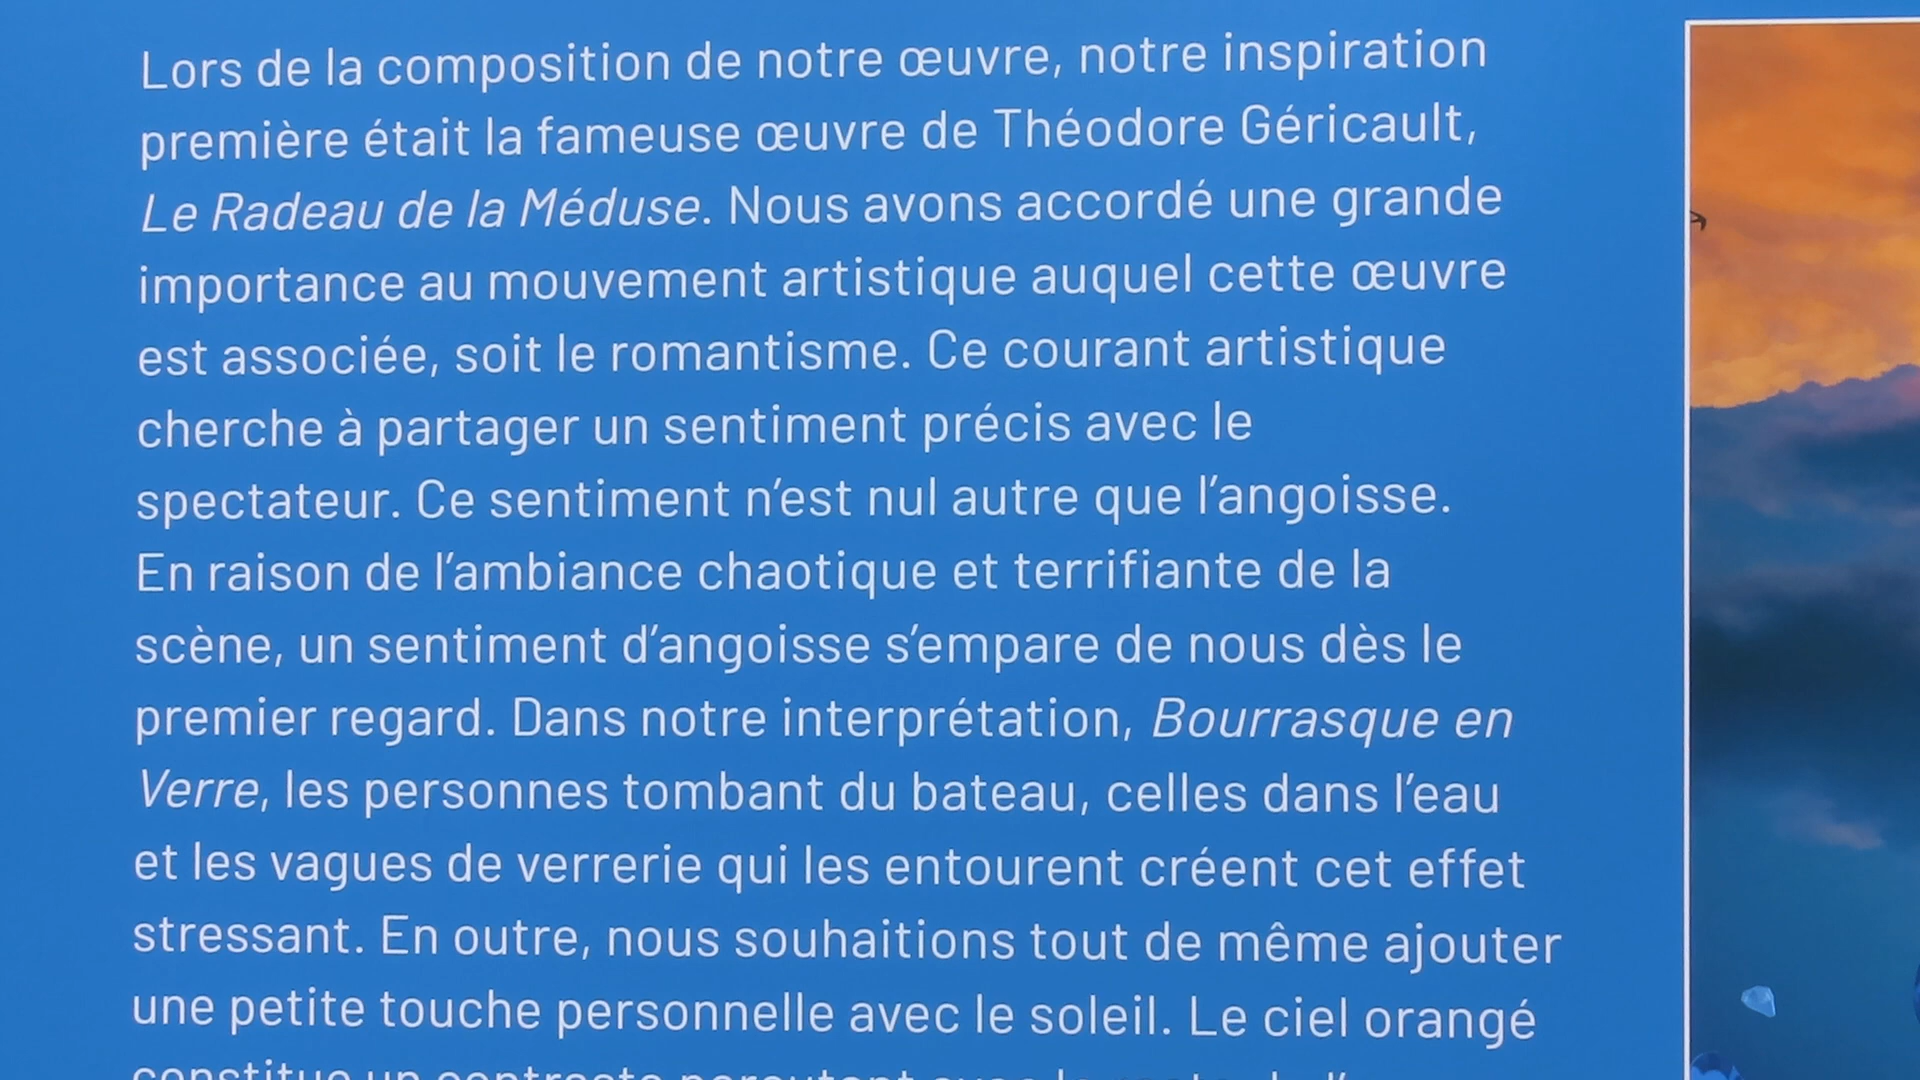 Lors de la composition de notre œuvre, notre inspiration
première était la fameuse œuvre de Théodore Géricault,
Le Radeau de la Méduse. Nous avons accordé une grande
importance au mouvement artistique auquel cette œuvre
est associée, soit le romantisme. Ce courant artistique
cherche à partager un sentiment précis avec le
spectateur. Ce sentiment n’est nul autre que l’angoisse.
En raison de l’ambiance chaotique et terrifiante de la
scène, un sentiment d’angoisse s’empare de nous dès le
premier regard. Dans notre interprétation, Bourrasque en
Verre, les personnes tombant du bateau, celles dans l’eau
et les vagues de verrerie qui les entourent créent cet effet
stressant. En outre, nous souhaitions tout de même ajouter
une petite touche personnelle avec le soleil. Le ciel orangé
constitue un contraste